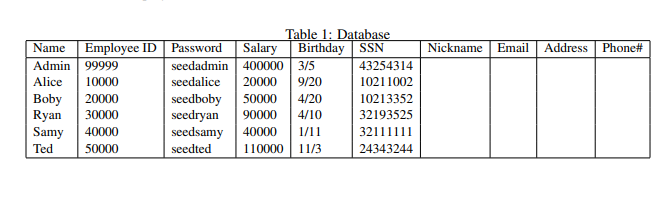 Table 1: Database
Name Employee ID Password Salary Birthday SSN Nickname Email Address Phone#
Admin 99999 seedadmin 400000 3/5 43254314
Alice 10000 seedalice 20000 9/20 10211002
Boby 20000 seedboby 50000 4/20 10213352
Ryan 30000 seedryan 90000 4/10 32193525
Samy 40000 seedsamy 40000 1/11 32111111
Ted 50000 seedted 110000 11/3 24343244